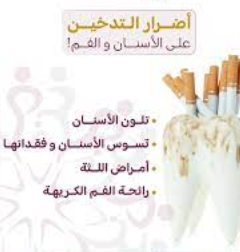 أضرار التدخين
على الأسنان و الفم!
• تلون الأسنان
• تسوس الأسنان و فقدانها
• أمراض اللثة
• رائحة الفم الكريهة